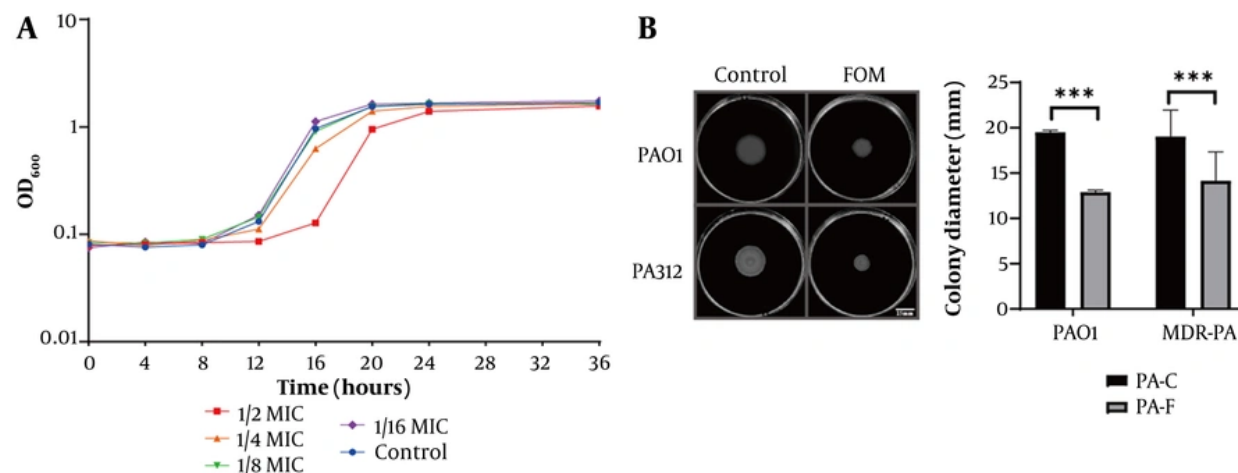 A
10
1
0.1
0.01
OD600
0 4 8 12 16 20 24 28 32 36
Time (hours)
1/2 MIC
1/4 MIC
1/8 MIC
1/16 MIC
Control
B
Control FOM
PAO1
PA312
Colony diameter (mm)
25
20
15
10
5
0
*** ***
PAO1 MDR-PA
PA-C
PA-F